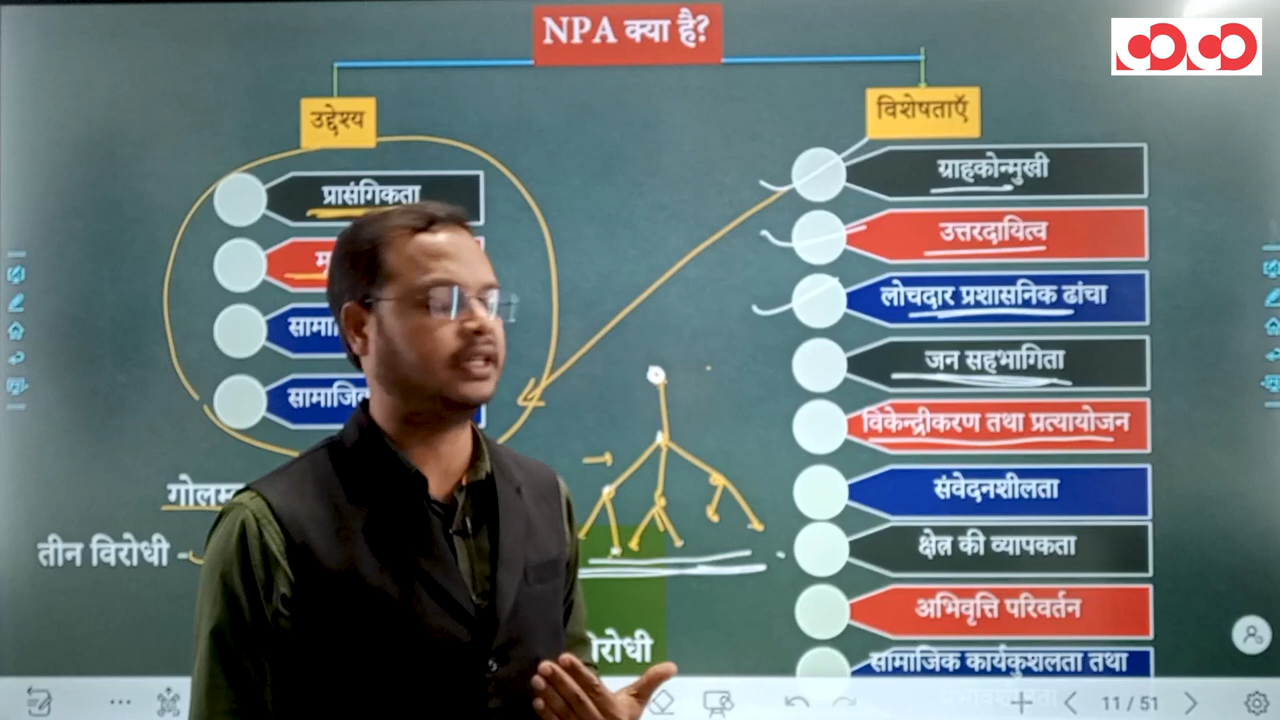 NPA क्या है?
उद्देश्य
विशेषताएँ
प्रासंगिकता
ग्राहकोन्मुखी
उत्तरदायित्व
लोचदार प्रशासनिक ढांचा
जन सहभागिता
विकेन्द्रीकरण तथा प्रत्यायोजन
संवेदनशीलता
क्षेत्र की व्यापकता
अभिवृत्ति परिवर्तन
सामाजिक कार्यकुशलता तथा
तीन विरोधी -
11 / 51